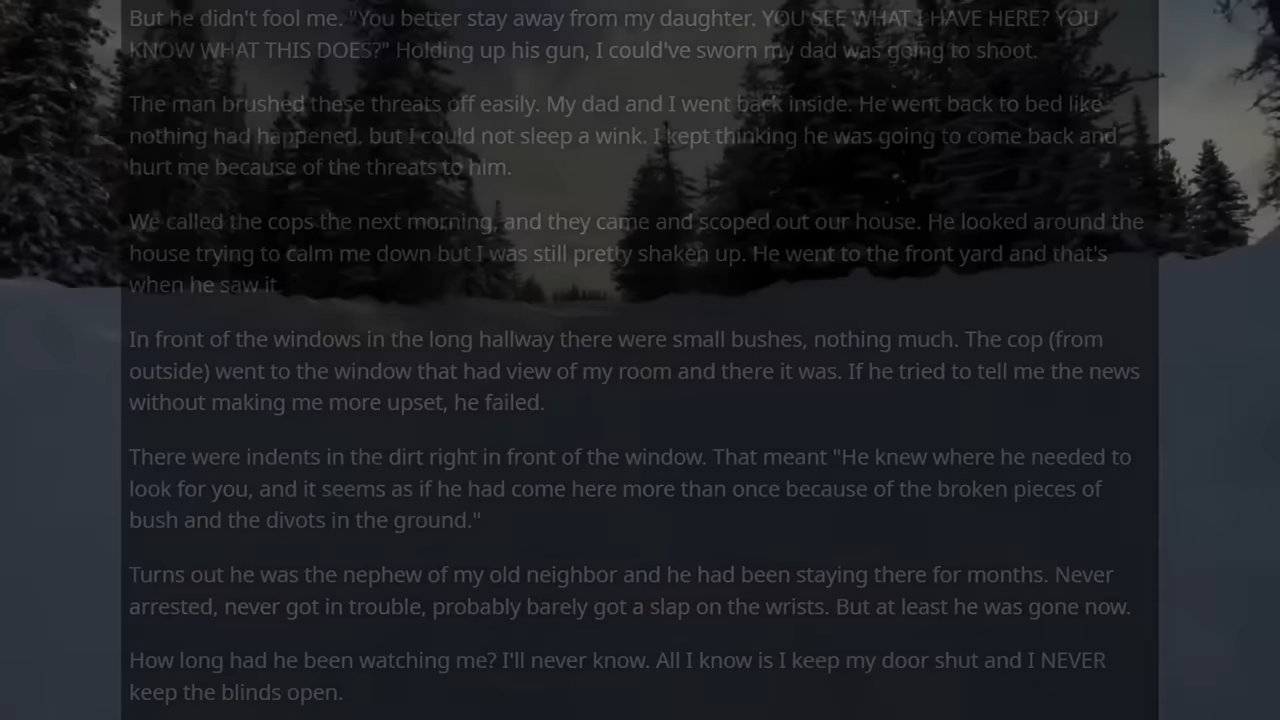 But he didn't fool me. "You better stay away from my daughter. YOU SEE WHAT I HAVE HERE? YOU
KNOW WHAT THIS DOES?" Holding up his gun, I could've sworn my dad was going to shoot.
The man brushed these threats off easily. My dad and I went back inside. He went back to bed like
nothing had happened, but I could not sleep a wink. I kept thinking he was going to come back and
hurt me because of the threats to him.
We called the cops the next morning, and they came and scoped out our house. He looked around the
house trying to calm me down but I was still pretty shaken up. He went to the front yard and that's
when he saw it.
In front of the windows in the long hallway there were small bushes, nothing much. The cop (from
outside) went to the window that had view of my room and there it was. If he tried to tell me the news
without making me more upset, he failed.
There were indents in the dirt right in front of the window. That meant "He knew where he needed to
look for you, and it seems as if he had come here more than once because of the broken pieces of
bush and the divots in the ground."
Turns out he was the nephew of my old neighbor and he had been staying there for months. Never
arrested, never got in trouble, probably barely got a slap on the wrists. But at least he was gone now.
How long had he been watching me? I'll never know. All I know is I keep my door shut and I NEVER
keep the blinds open.